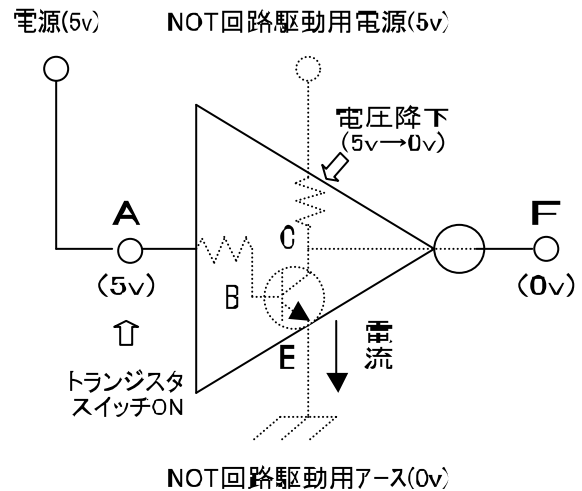 電源(5v)
NOT回路駆動用電源(5v)
電圧降下
(5v→0v)
A
F
C
(5v)
B
(0v)
E
電
流
トランジスタ
スイッチON
NOT回路駆動用アース(0v)